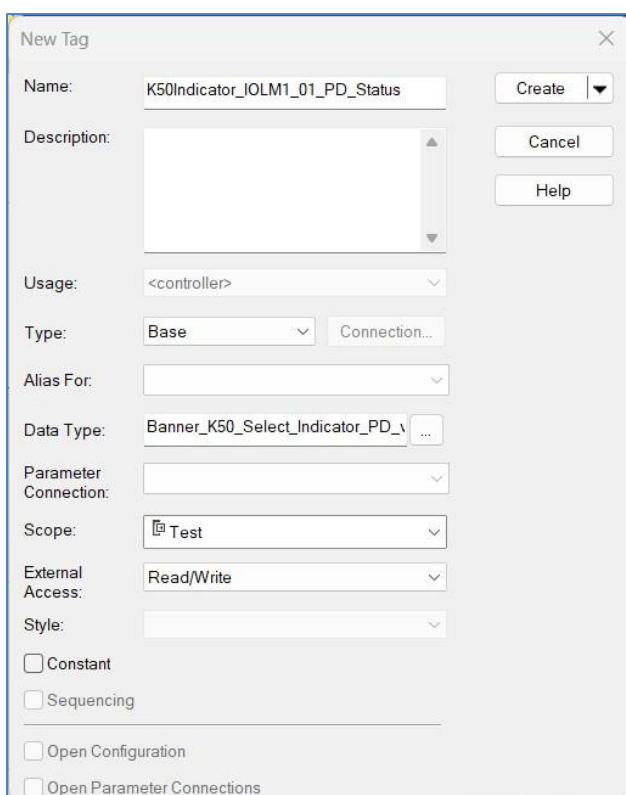 New Tag
Name: K50Indicator_IOLM1_01_PD_Status Create
Description: Cancel
Help
Usage: <controller>
Type: Base Connection...
Alias For:
Data Type: Banner_K50_Select_Indicator_PD_v ...
Parameter
Connection:
Scope: Test
External
Access: Read/Write
Style:
Constant
Sequencing
Open Configuration
Open Parameter Connections